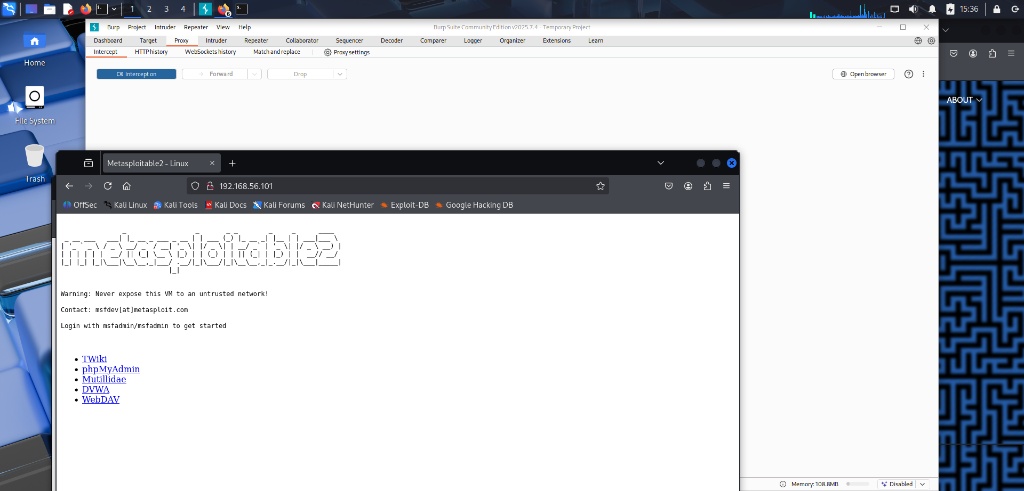 1 2 3 4 15:36
Burp Project Intruder Repeater View Help Burp Suite Community Edition v2025.7.4 - Temporary Project
Dashboard Target Proxy Intruder Repeater Collaborator Sequencer Decoder Comparer Logger Organizer Extensions Learn
Intercept HTTP history WebSockets history Match and replace Proxy settings
Forward Drop Open browser
Home
File System
Trash
ABOUT
Metasploitable2 - Linux
192.168.56.101
OffSec Kali Linux Kali Tools Kali Docs Kali Forums Kali NetHunter Exploit-DB Google Hacking DB
metasploitable2
Warning: Never expose this VM to an untrusted network!
Contact: msfdev[at]metasploit.com
Login with msfadmin/msfadmin to get started
TWiki
phpMyAdmin
Mutillidae
DVWA
WebDAV
Memory: 108.8MB Disabled